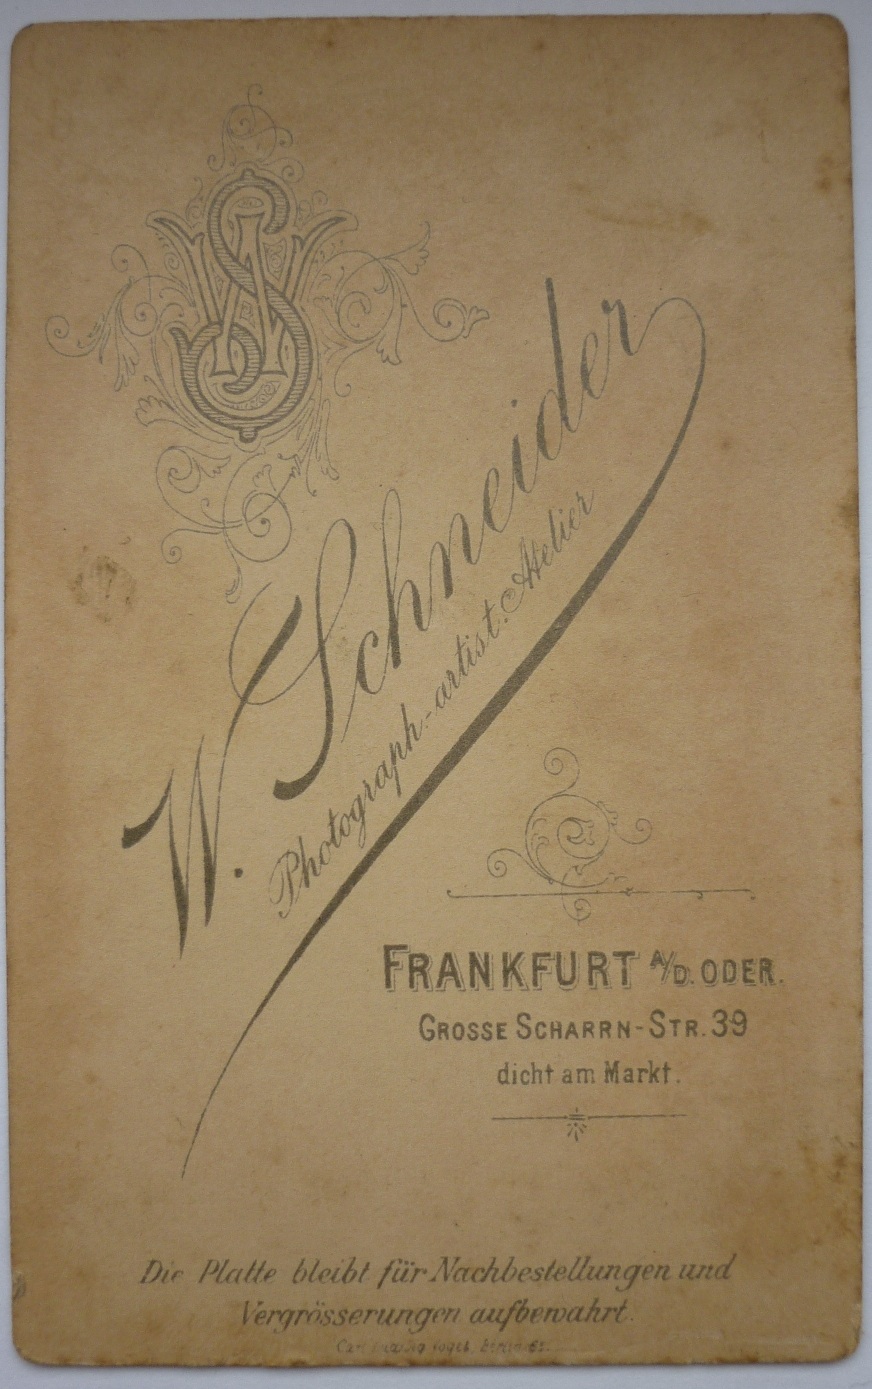 WS
W. Schneider
Photograph-artist. Atelier
FRANKFURT A/D. ODER.
GROSSE SCHARRN-STR. 39
dicht am Markt.
Die Platte bleibt für Nachbestellungen und
Vergrösserungen aufbewahrt.